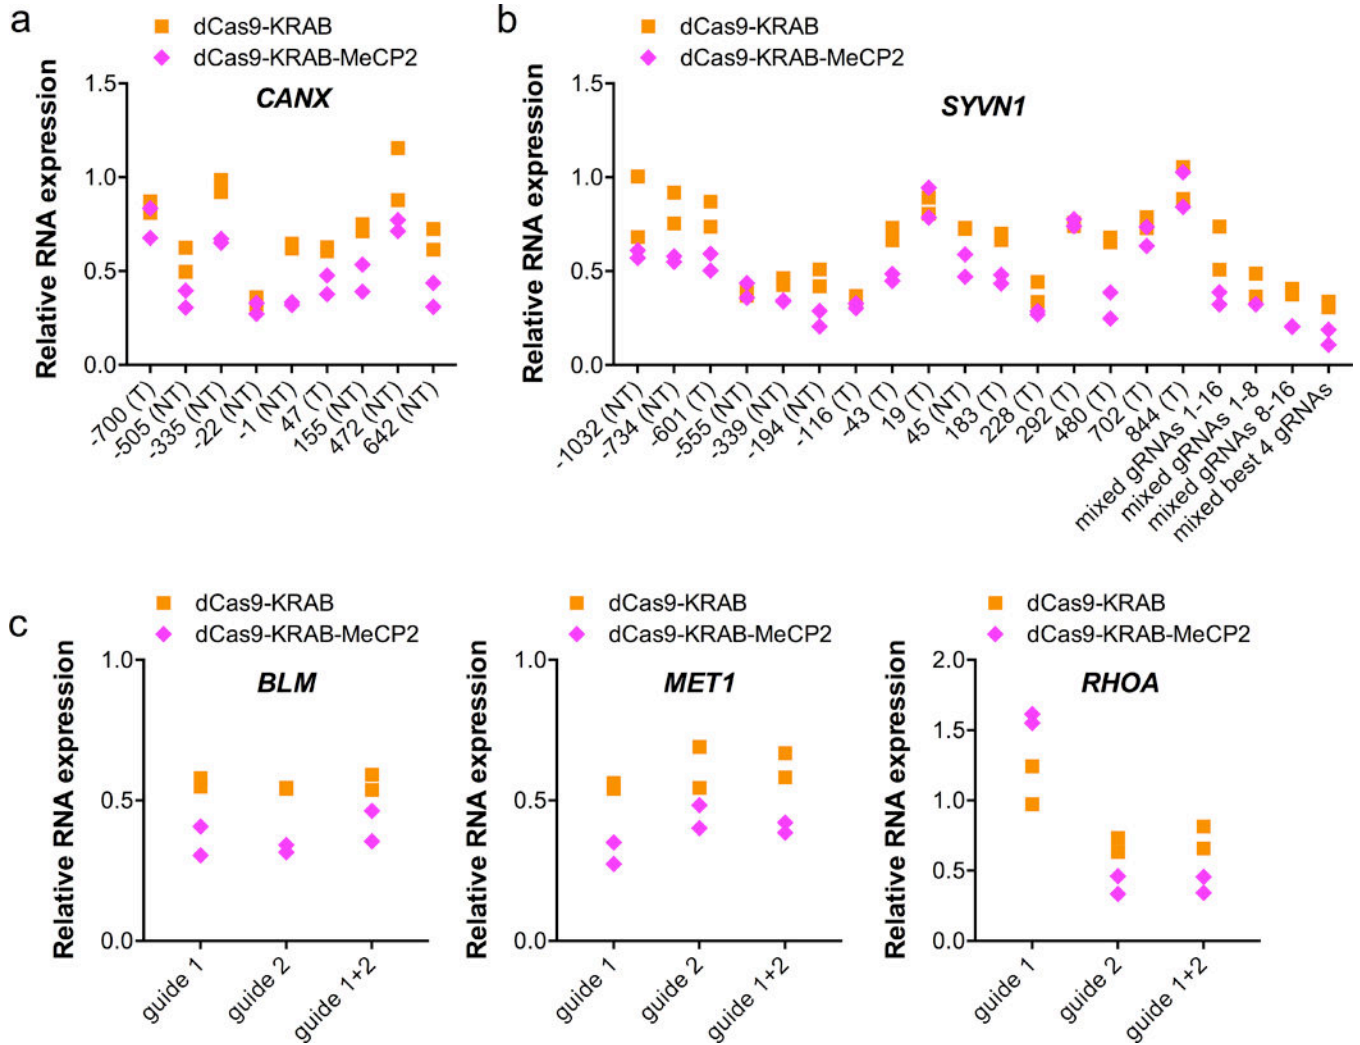 a
dCas9-KRAB
dCas9-KRAB-MeCP2
CANX
Relative RNA expression
1.5
1.0
0.5
0.0
-700 (T)
-505 (NT)
-335 (NT)
-22 (NT)
-1 (NT)
47 (T)
155 (NT)
472 (NT)
642 (NT)
b
dCas9-KRAB
dCas9-KRAB-MeCP2
SYVN1
Relative RNA expression
1.5
1.0
0.5
0.0
-1032 (NT)
-734 (NT)
-601 (T)
-555 (NT)
-339 (NT)
-194 (NT)
-116 (T)
-43 (T)
19 (T)
45 (NT)
183 (T)
228 (T)
292 (T)
480 (T)
702 (T)
844 (T)
mixed gRNAs 1-16
mixed gRNAs 1-8
mixed gRNAs 8-16
mixed best 4 gRNAs
c
dCas9-KRAB
dCas9-KRAB-MeCP2
BLM
Relative RNA expression
1.0
0.5
0.0
guide 1
guide 2
guide 1+2
dCas9-KRAB
dCas9-KRAB-MeCP2
MET1
Relative RNA expression
1.0
0.5
0.0
guide 1
guide 2
guide 1+2
dCas9-KRAB
dCas9-KRAB-MeCP2
RHOA
Relative RNA expression
2.0
1.5
1.0
0.5
0.0
guide 1
guide 2
guide 1+2